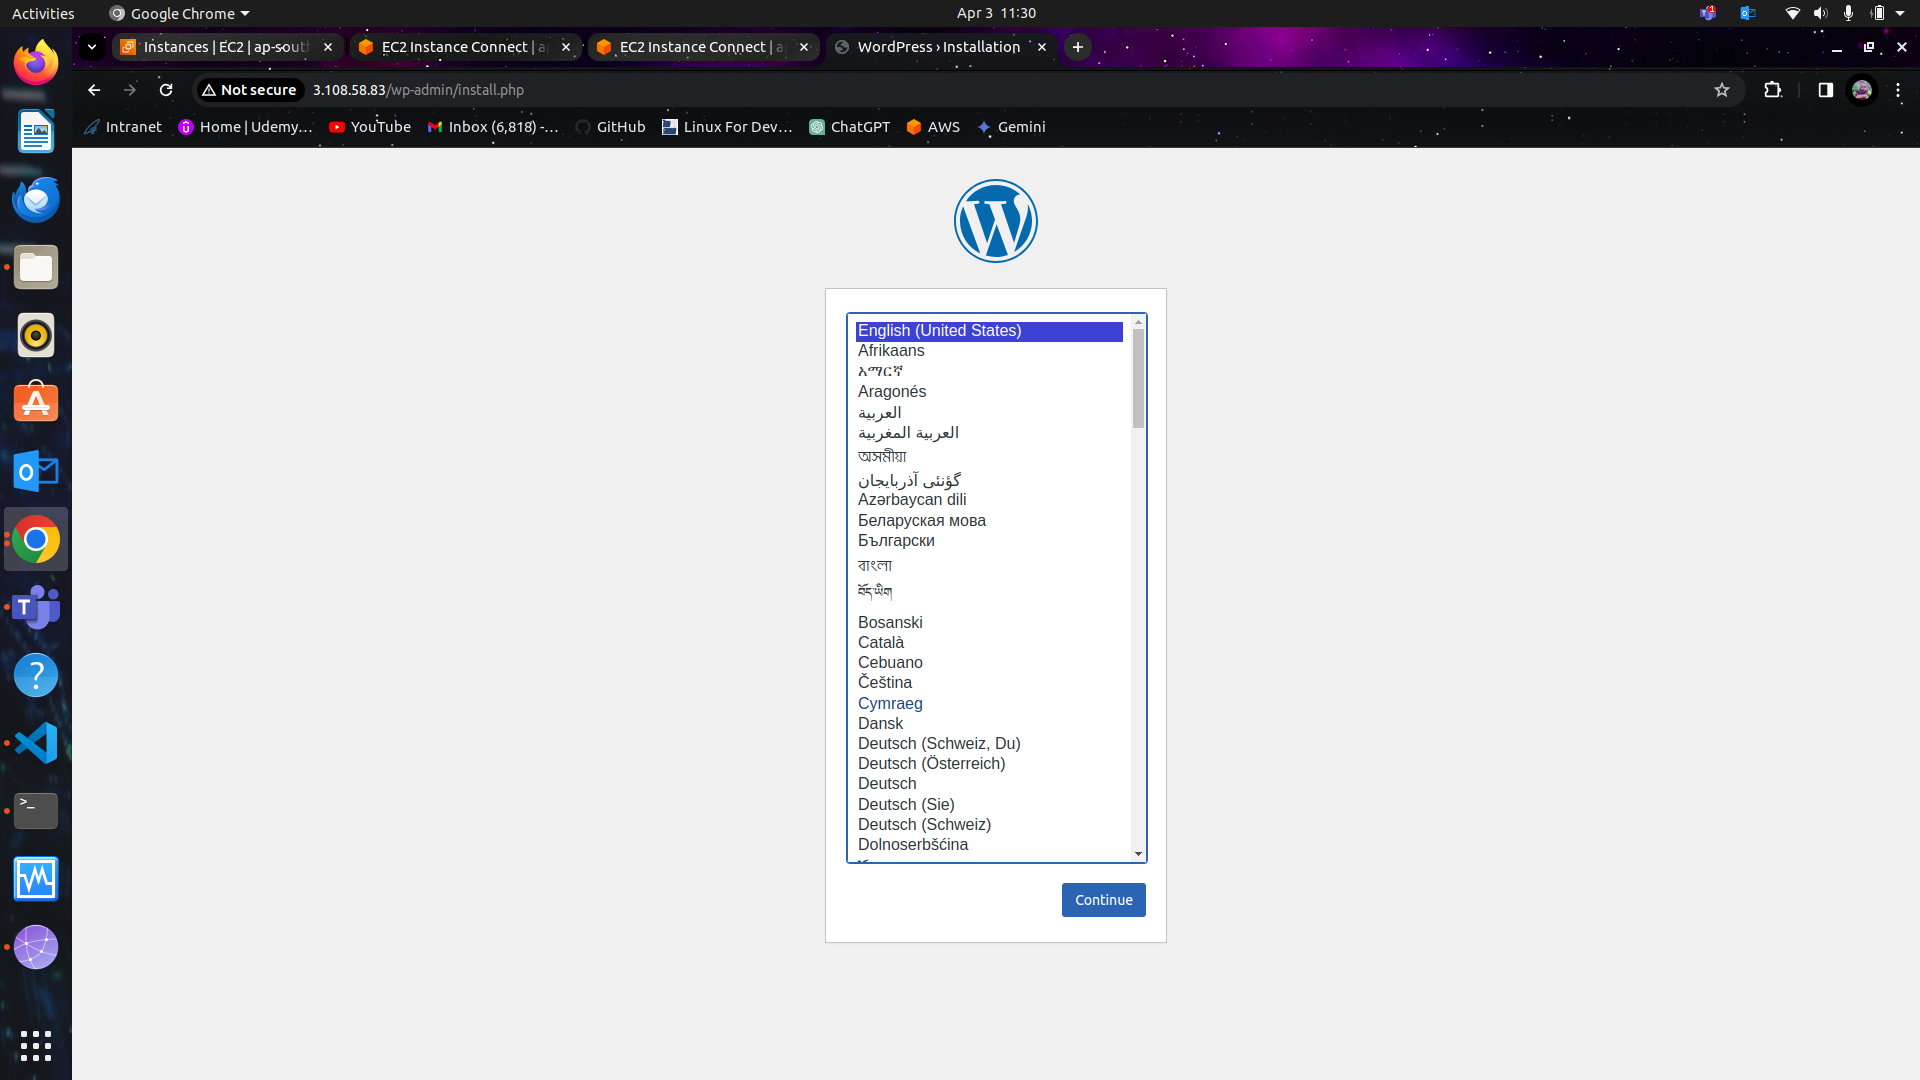 Activities
Google Chrome
Apr 3 11:30
1
Instances | EC2 | ap-south
EC2 Instance Connect | a
EC2 Instance Connect | a
WordPress › Installation
Not secure
3.108.58.83/wp-admin/install.php
Intranet
Home | Udemy...
YouTube
Inbox (6,818) -...
GitHub
Linux For Dev...
ChatGPT
AWS
Gemini
English (United States)
Afrikaans
አማርኛ
Aragonés
العربية
العربية المغربية
অসমীয়া
گؤنئی آذربایجان
Azərbaycan dili
Беларуская мова
Български
বাংলা
བོད་ཡིག
Bosanski
Català
Cebuano
Čeština
Cymraeg
Dansk
Deutsch (Schweiz, Du)
Deutsch (Österreich)
Deutsch
Deutsch (Sie)
Deutsch (Schweiz)
Dolnoserbšćina
Continue